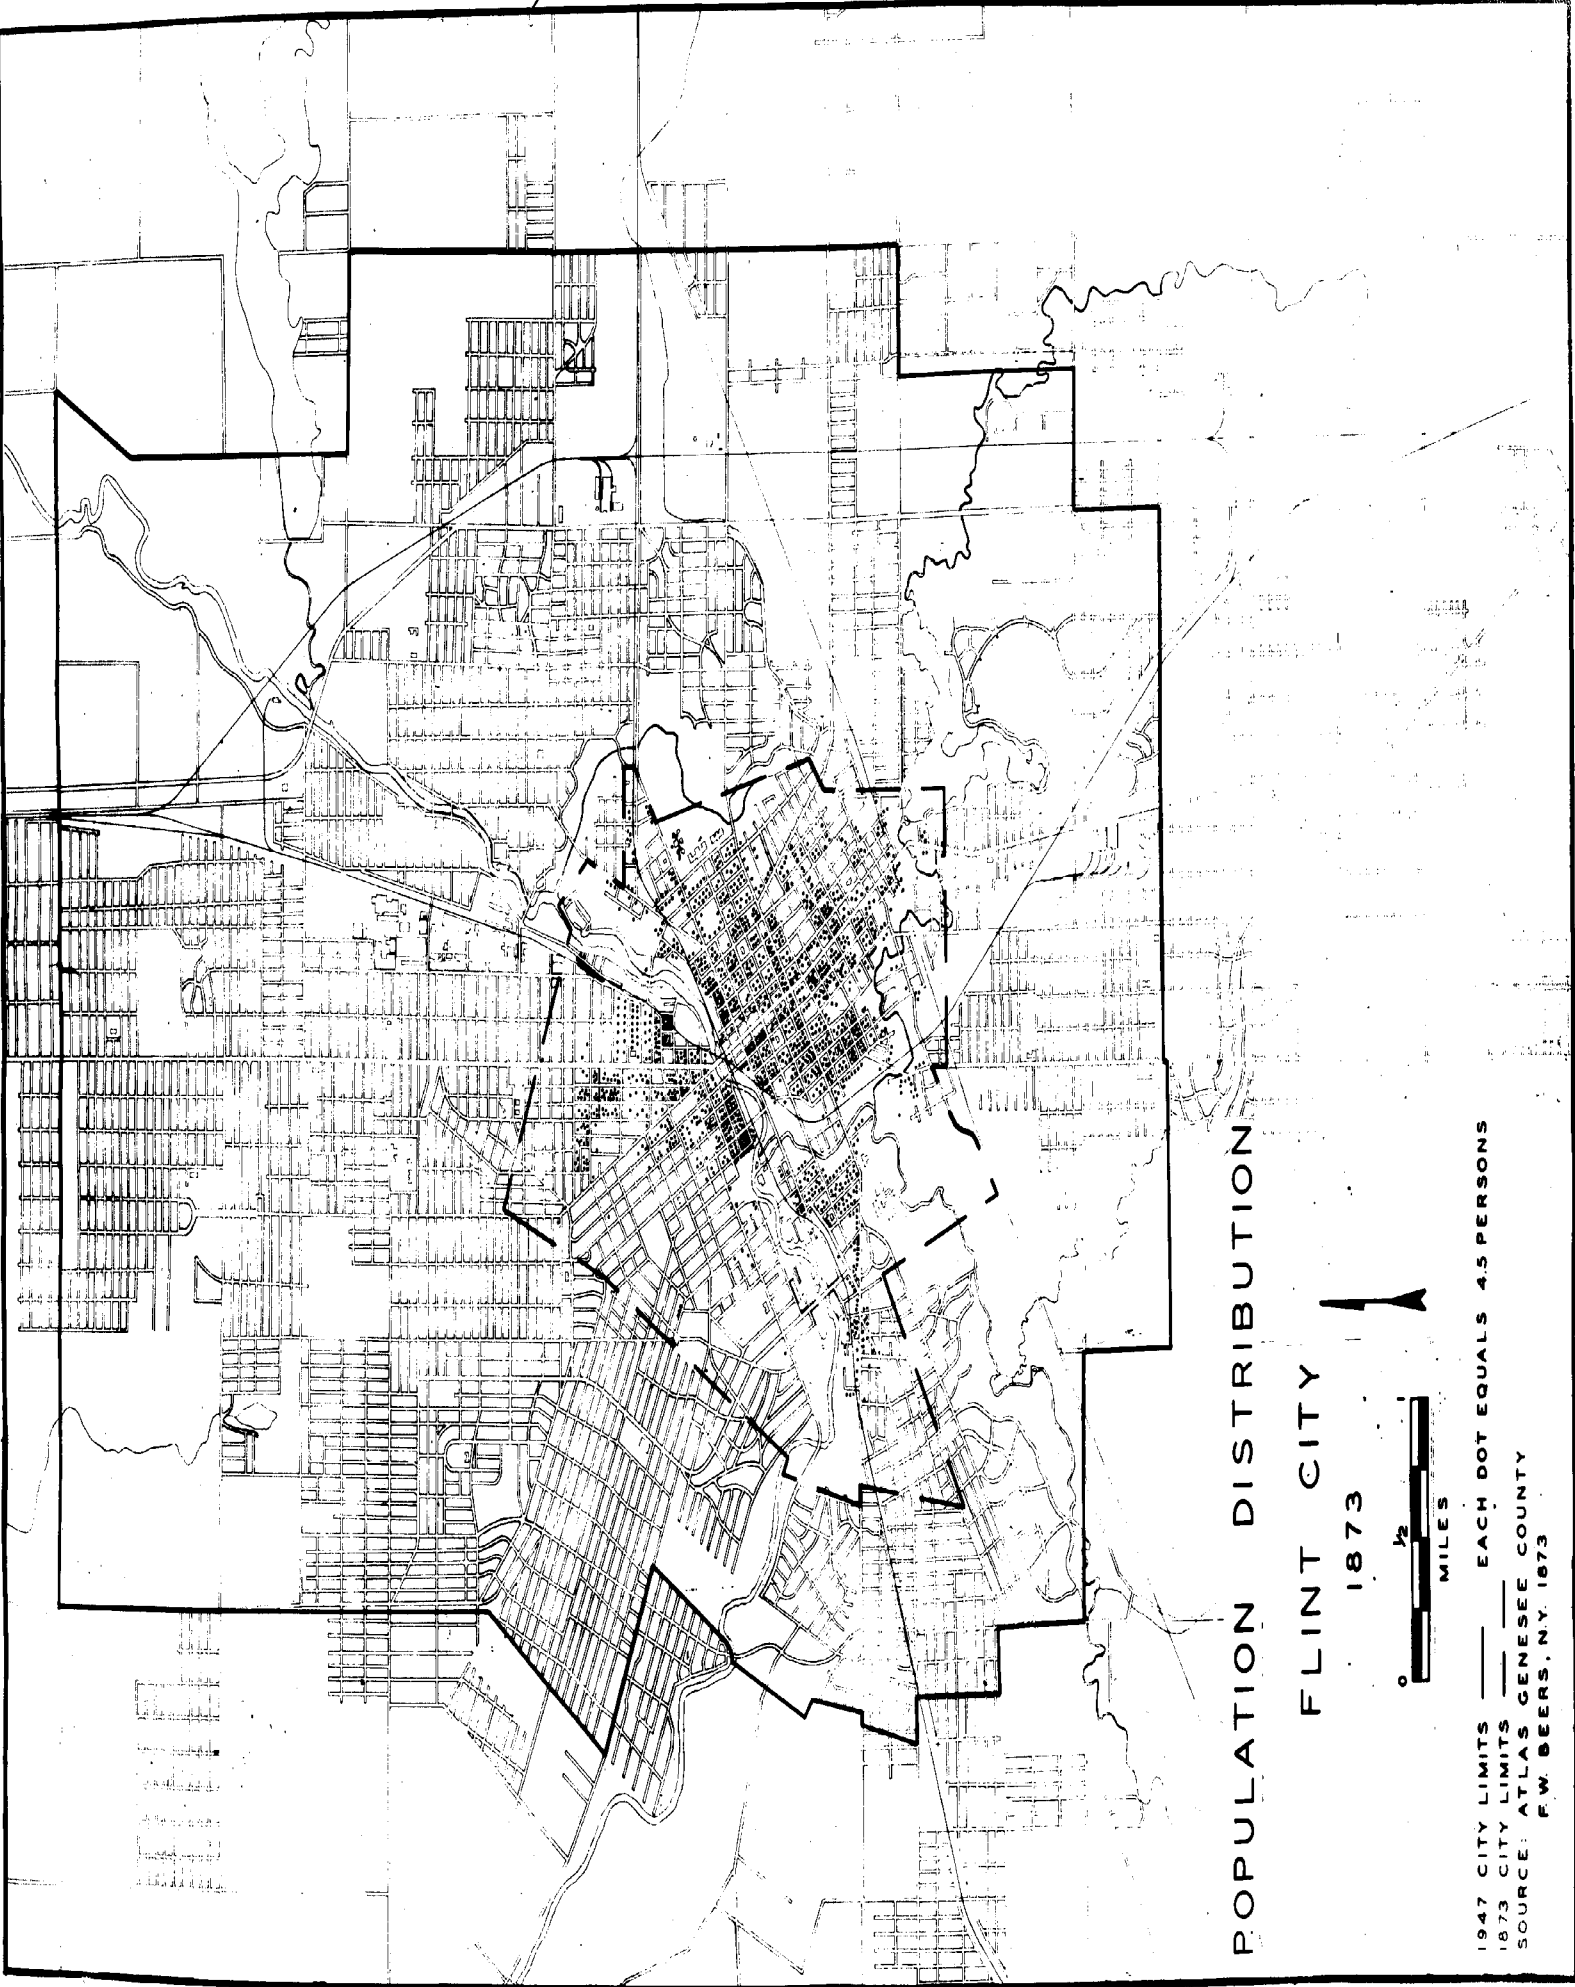 POPULATION DISTRIBUTION
FLINT CITY
1873
0 1/2 1
MILES
1947 CITY LIMITS EACH DOT EQUALS 4.5 PERSONS
1873 CITY LIMITS
SOURCE: ATLAS GENESEE COUNTY
F.W. BEERS, N.Y. 1873